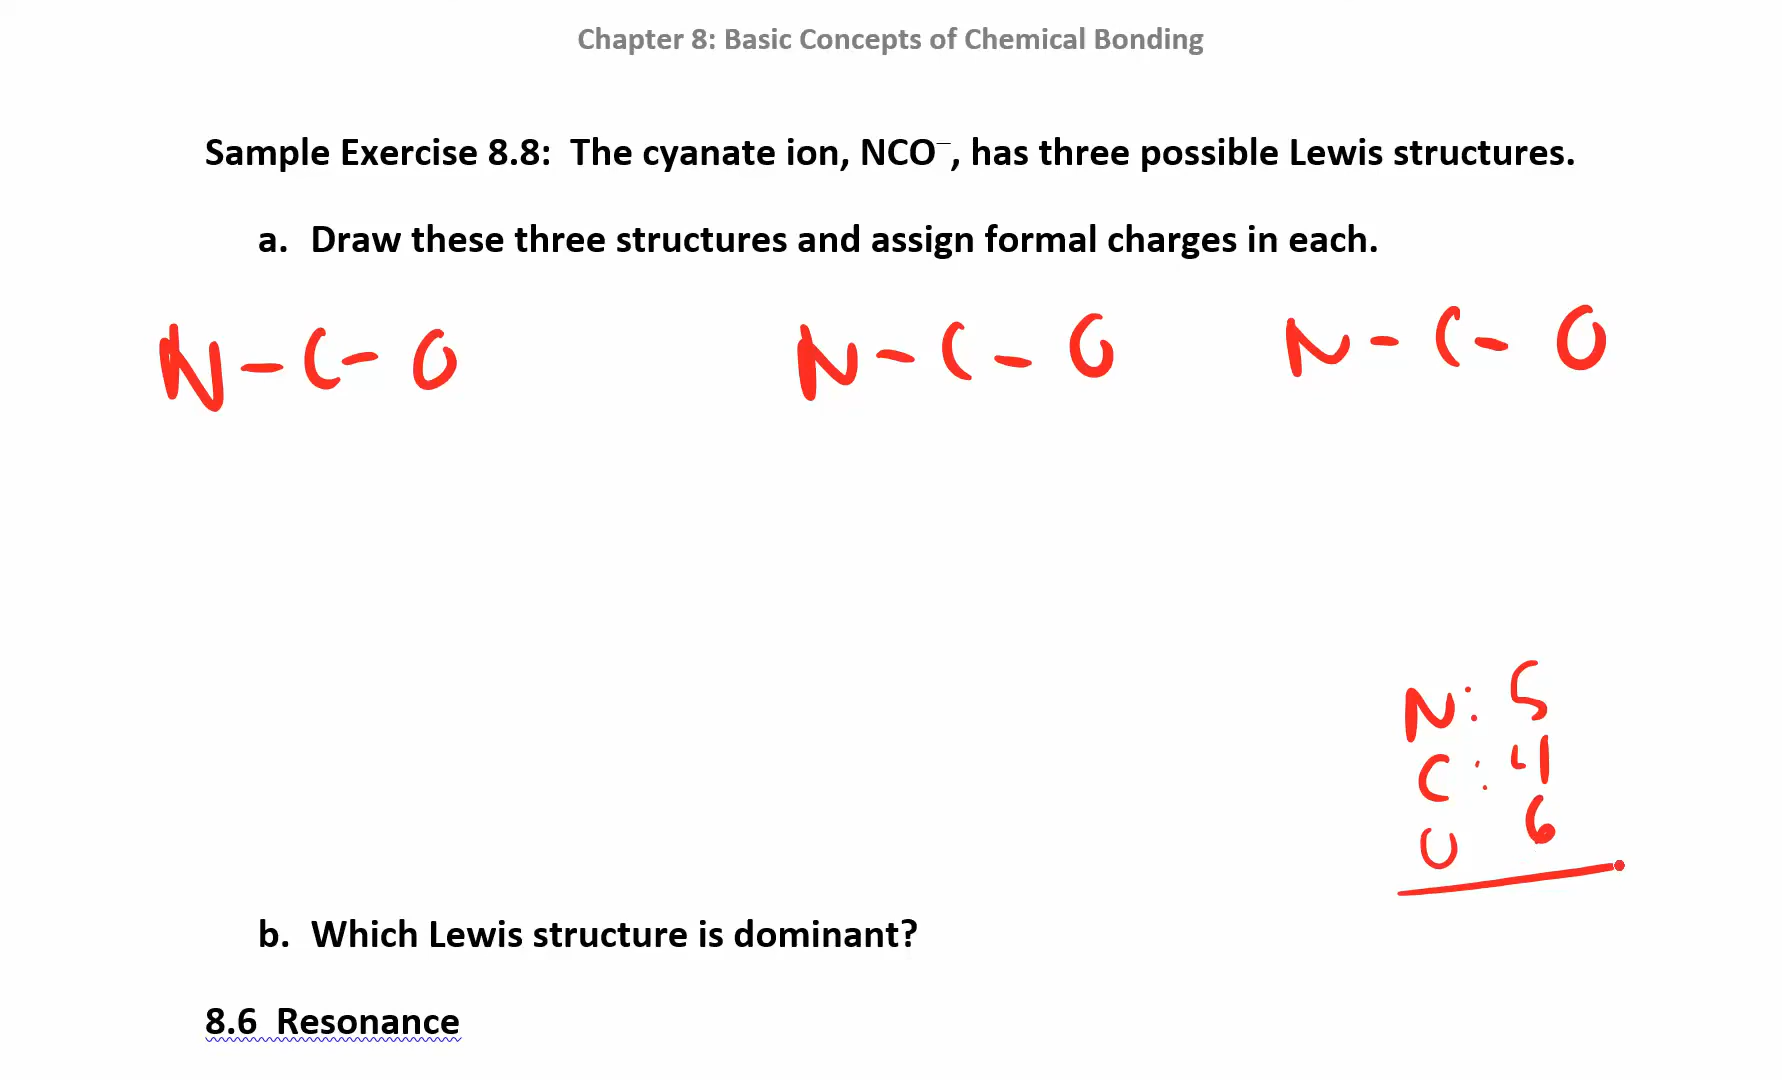 Chapter 8: Basic Concepts of Chemical Bonding
Sample Exercise 8.8: The cyanate ion, NCO⁻, has three possible Lewis structures.
a. Draw these three structures and assign formal charges in each.
N - C - O N - C - O N - C - O
N: 5
C: 4
O 6
b. Which Lewis structure is dominant?
8.6 Resonance